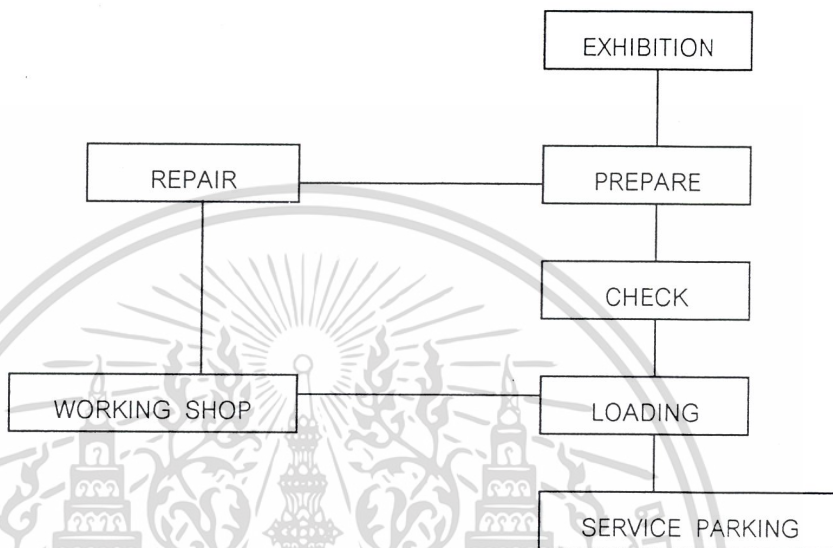 EXHIBITION
REPAIR
PREPARE
CHECK
WORKING SHOP
LOADING
SERVICE PARKING